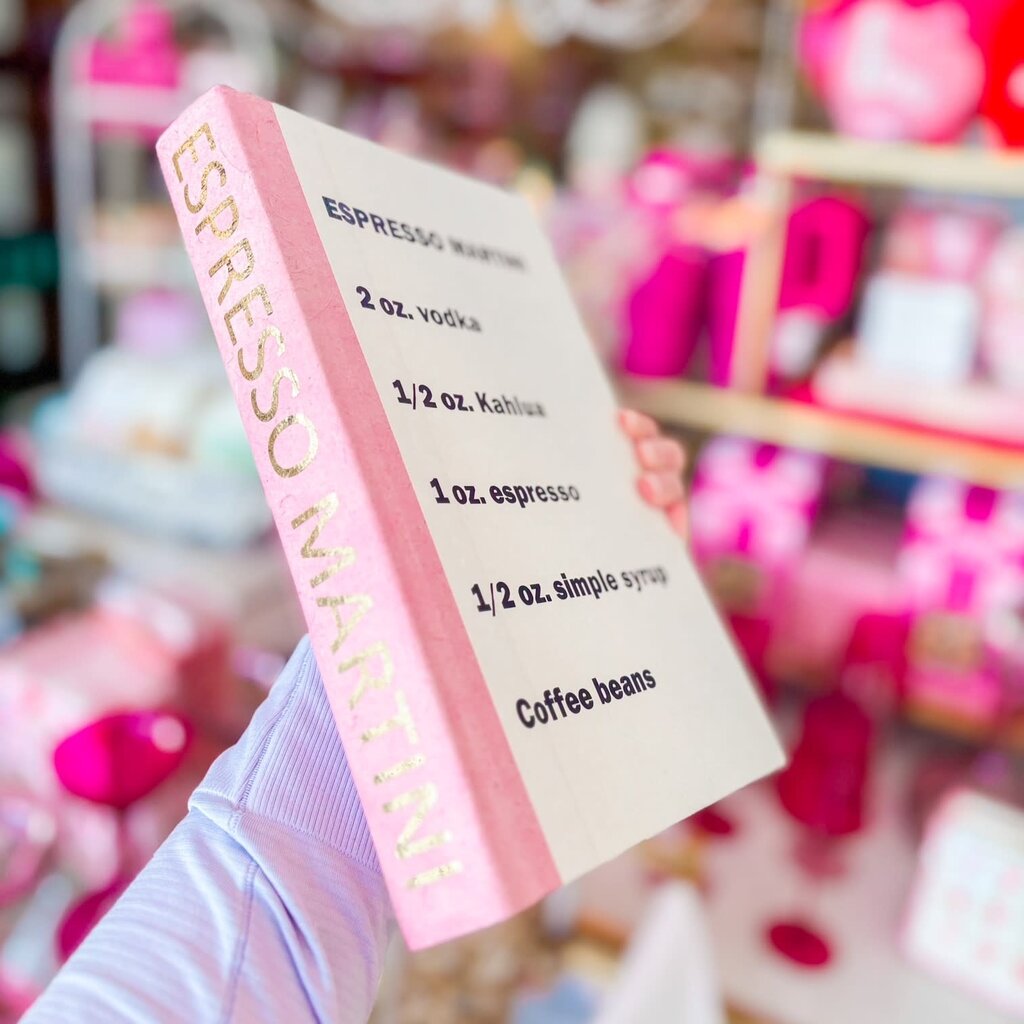 ESPRESSO MARTINI
ESPRESSO MARTINI
2 oz. vodka
1/2 oz. Kahlua
1 oz. espresso
1/2 oz. simple syrup
Coffee beans